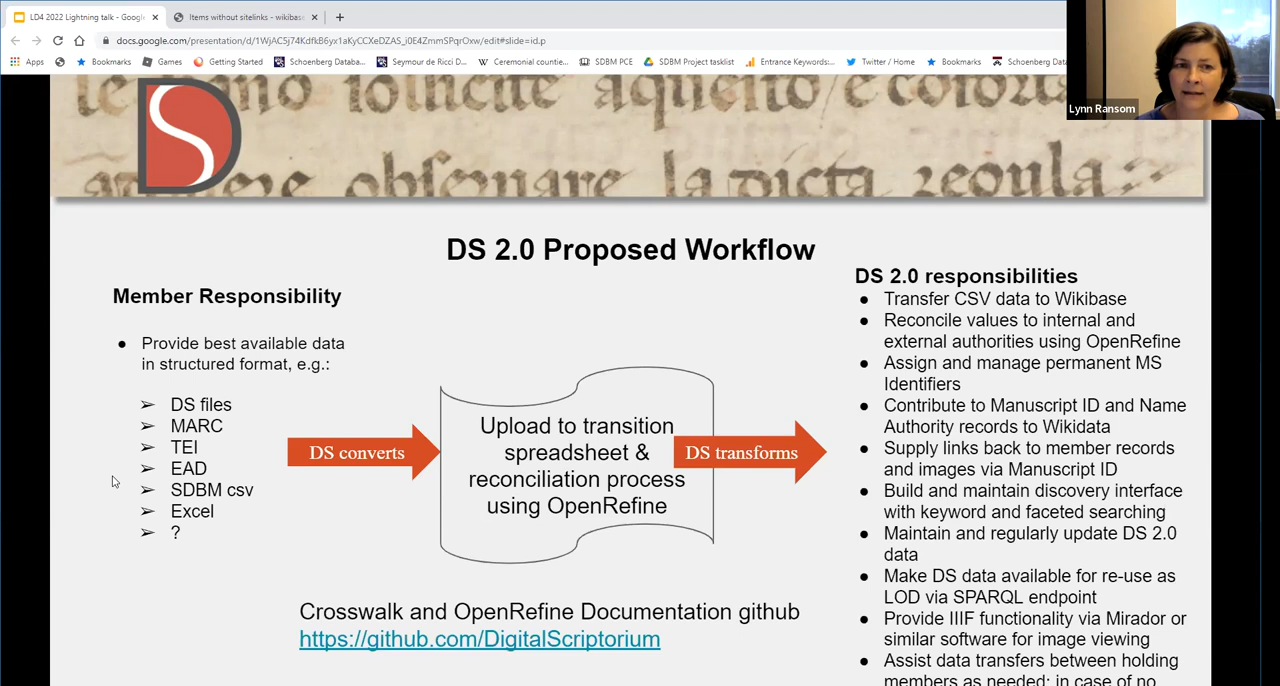 LD4 2022 Lightning talk - Googl
Items without sitelinks - wikibase
docs.google.com/presentation/d/1WjAC5j74KdfkB6yx1aKyCCXeDZAS_j0E4ZmmSPqrOxw/edit#slide=id.p
Apps
Bookmarks
Games
Getting Started
Schoenberg Databa...
Seymour de Ricci D...
Ceremonial countie...
SDBM PCE
SDBM Project tasklist
Entrance Keywords:...
Twitter / Home
Bookmarks
Schoenberg Data
Lynn Ransom
DS
obseruare la dicta regula
DS 2.0 Proposed Workflow
Member Responsibility
● Provide best available data
in structured format, e.g.:
➢ DS files
➢ MARC
➢ TEI
➢ EAD
➢ SDBM csv
➢ Excel
➢ ?
DS converts
Upload to transition
spreadsheet &
reconciliation process
using OpenRefine
DS transforms
DS 2.0 responsibilities
● Transfer CSV data to Wikibase
● Reconcile values to internal and
external authorities using OpenRefine
● Assign and manage permanent MS
Identifiers
● Contribute to Manuscript ID and Name
Authority records to Wikidata
● Supply links back to member records
and images via Manuscript ID
● Build and maintain discovery interface
with keyword and faceted searching
● Maintain and regularly update DS 2.0
data
● Make DS data available for re-use as
LOD via SPARQL endpoint
● Provide IIIF functionality via Mirador or
similar software for image viewing
● Assist data transfers between holding
members as needed; in case of no
Crosswalk and OpenRefine Documentation github
https://github.com/DigitalScriptorium